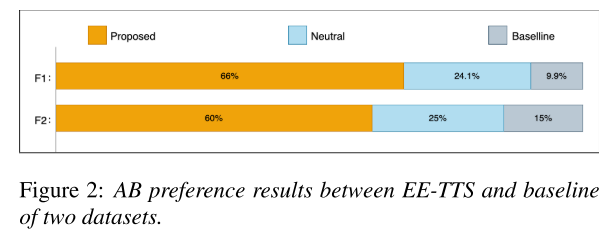 Proposed Neutral Baselline
F1: 66% 24.1% 9.9%
F2: 60% 25% 15%
Figure 2: AB preference results between EE-TTS and baseline
of two datasets.